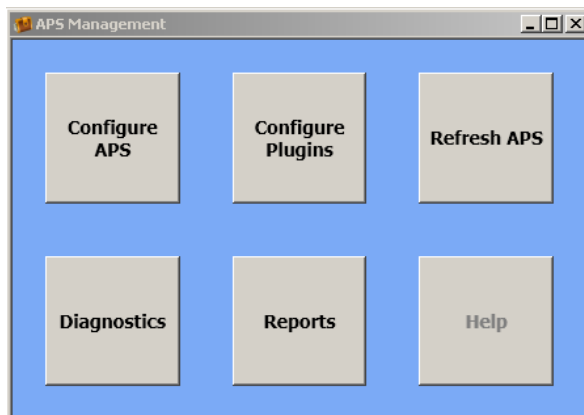 APS Management
Configure
APS
Configure
Plugins
Refresh APS
Diagnostics
Reports
Help